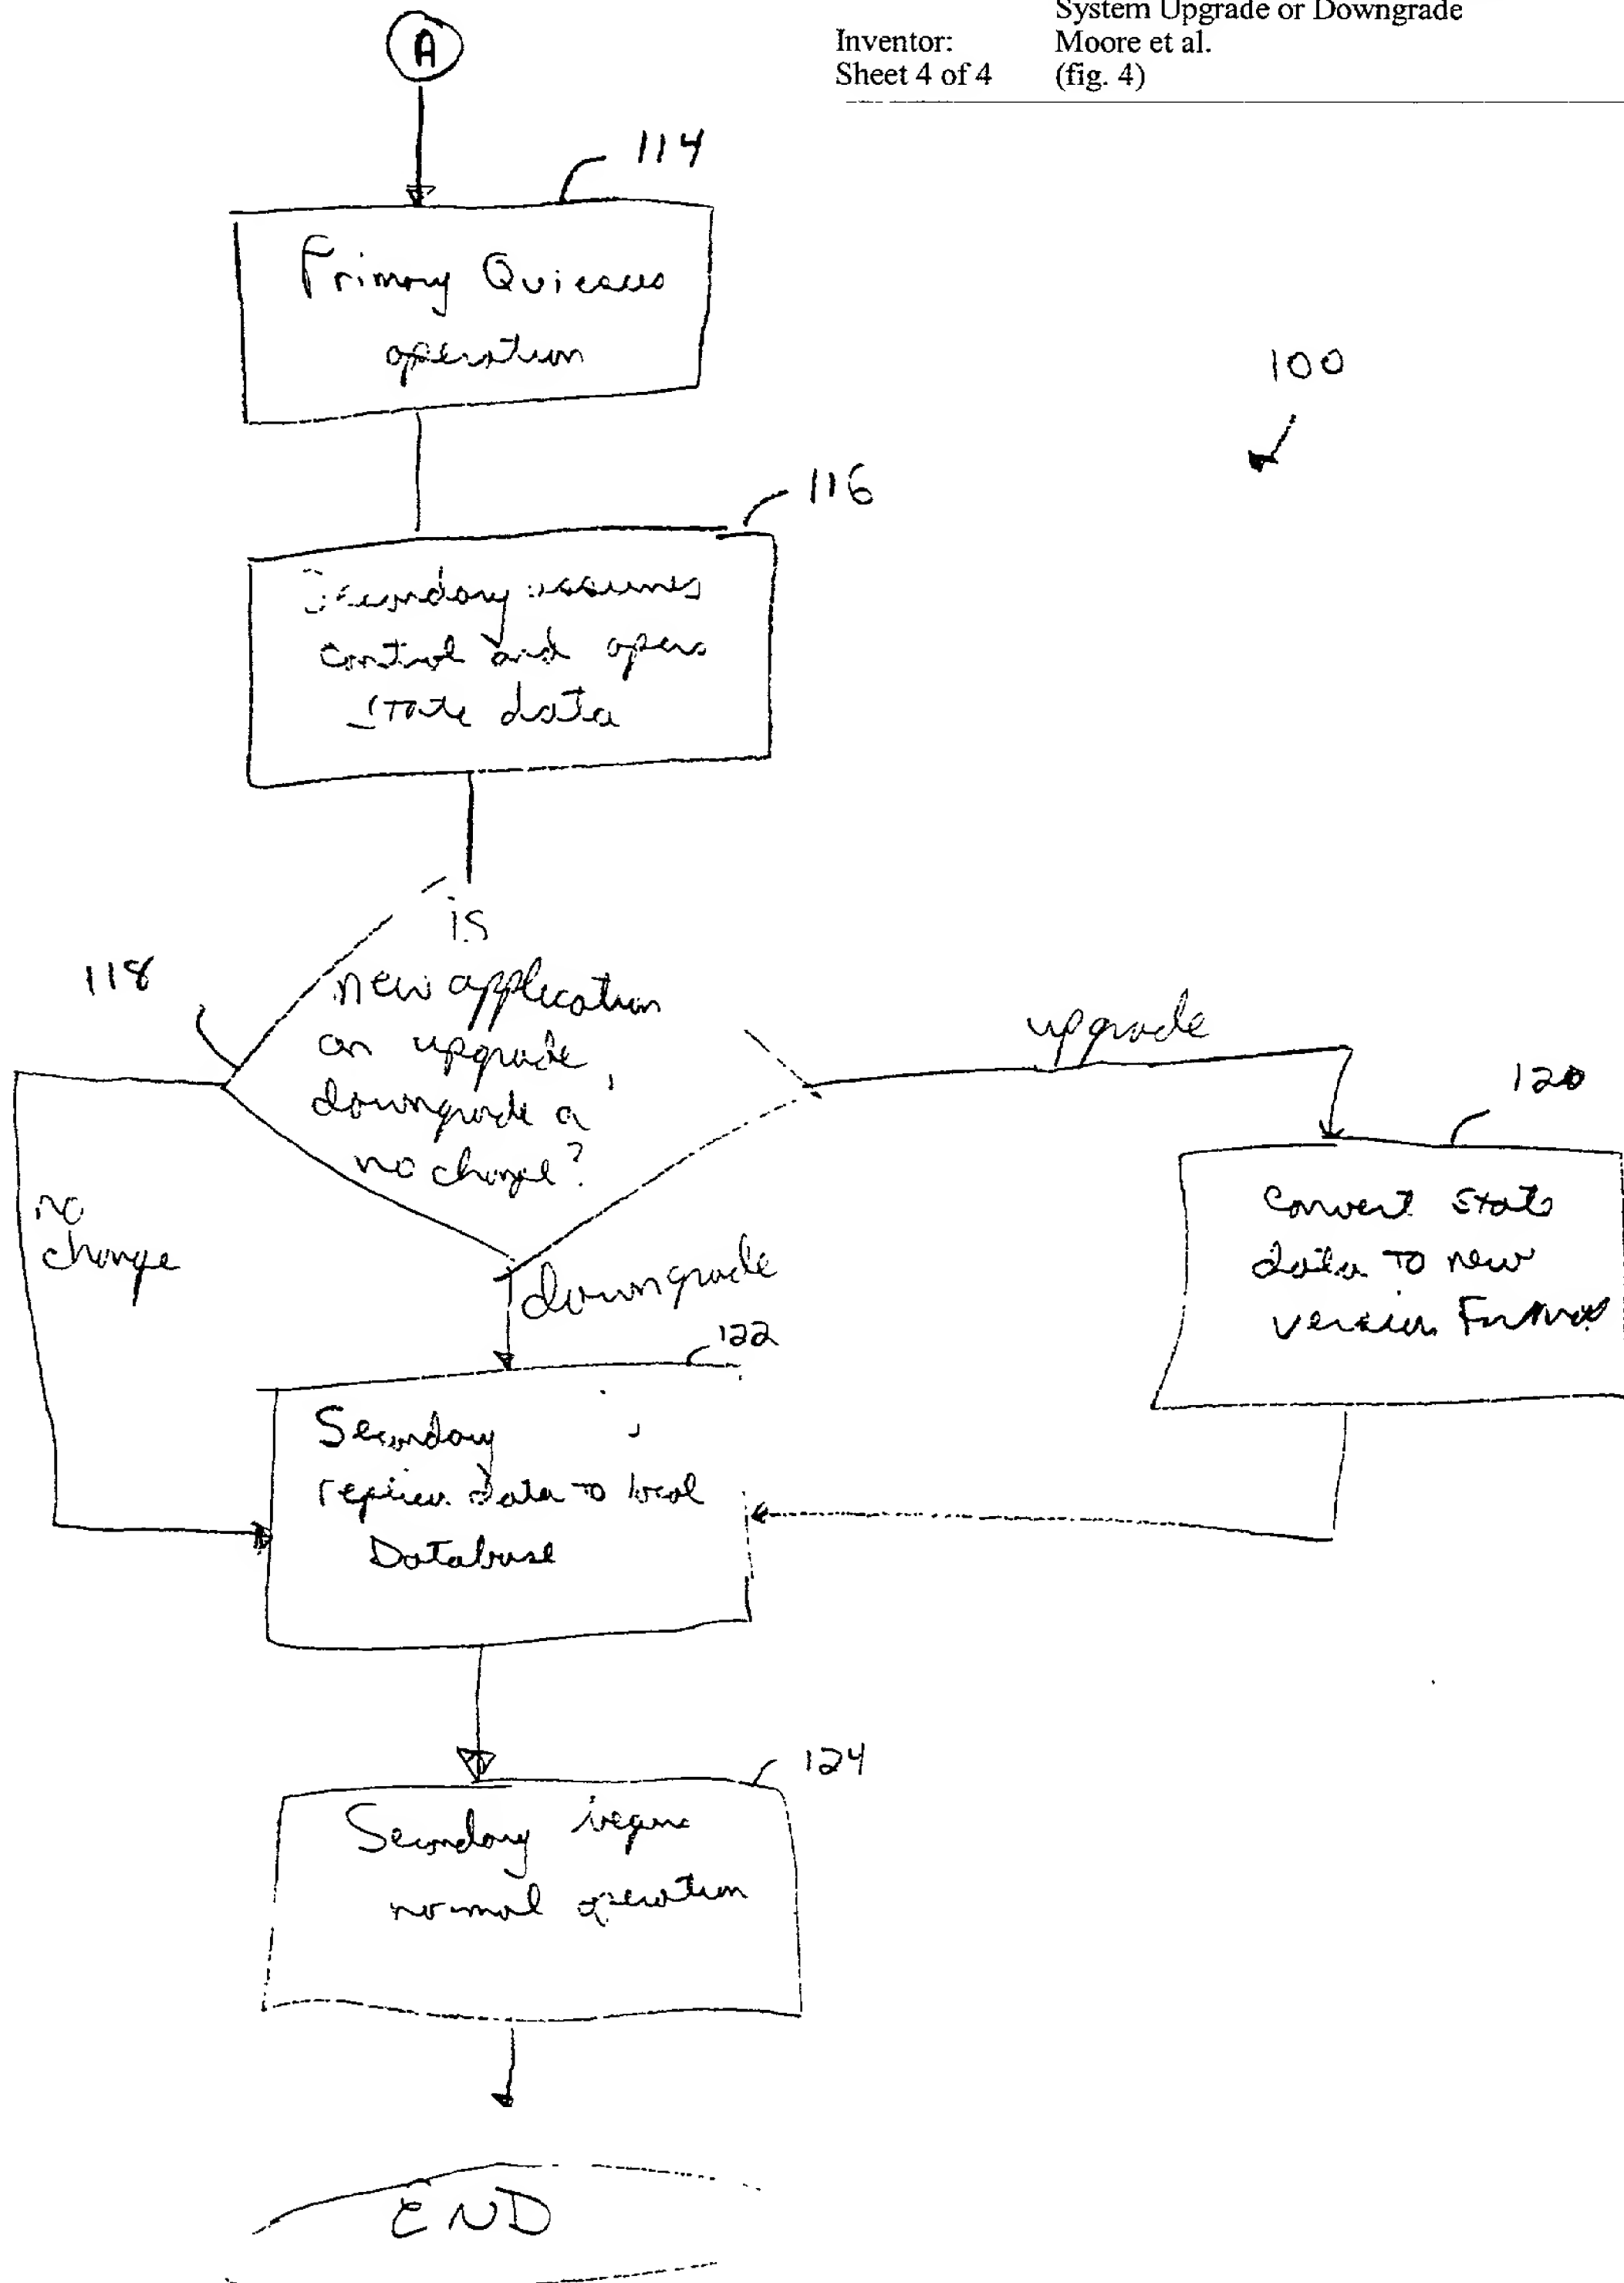 System Upgrade or Downgrade
Inventor: Moore et al.
Sheet 4 of 4 (fig. 4)
A
114
Primary Quiesces
operation
100
116
Secondary assumes
control and opens
state data
118
is
new application
an upgrade,
downgrade or
no change?
upgrade
120
Convert state
data to new
version Format
no
change
downgrade
122
Secondary
data to local
Database
124
Secondary begins
normal operation
END